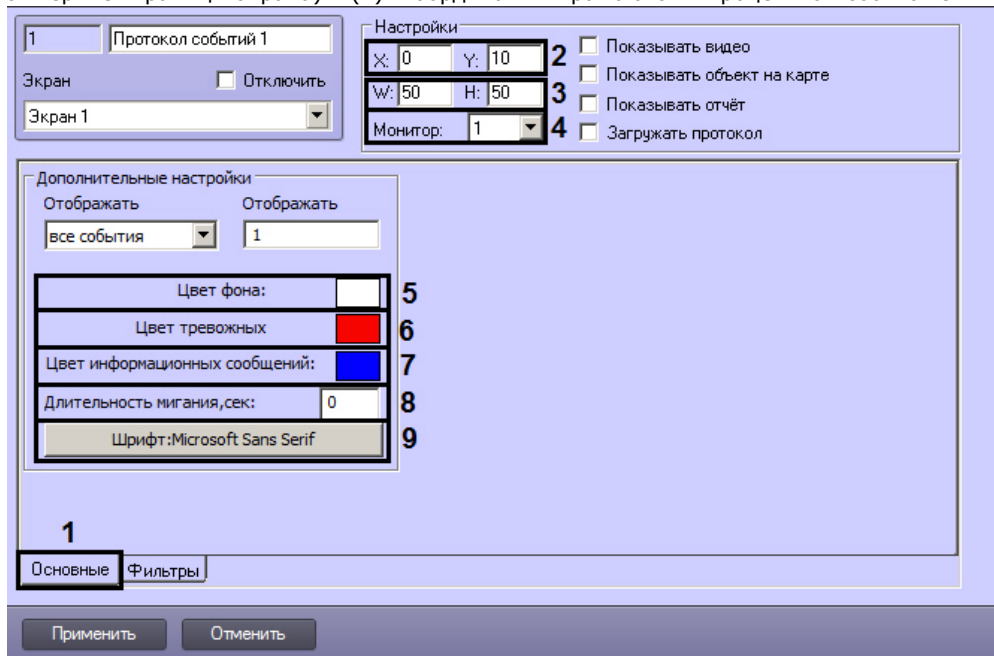 1
Протокол событий 1
Экран
Отключить
Экран 1
Настройки
X: 0 Y: 10 2
W: 50 H: 50 3
Монитор: 1 4
Показывать видео
Показывать объект на карте
Показывать отчёт
Загружать протокол
Дополнительные настройки
Отображать Отображать
все события 1
Цвет фона: 5
Цвет тревожных 6
Цвет информационных сообщений: 7
Длительность мигания,сек: 0 8
Шрифт:Microsoft Sans Serif 9
1
Основные Фильтры
Применить Отменить